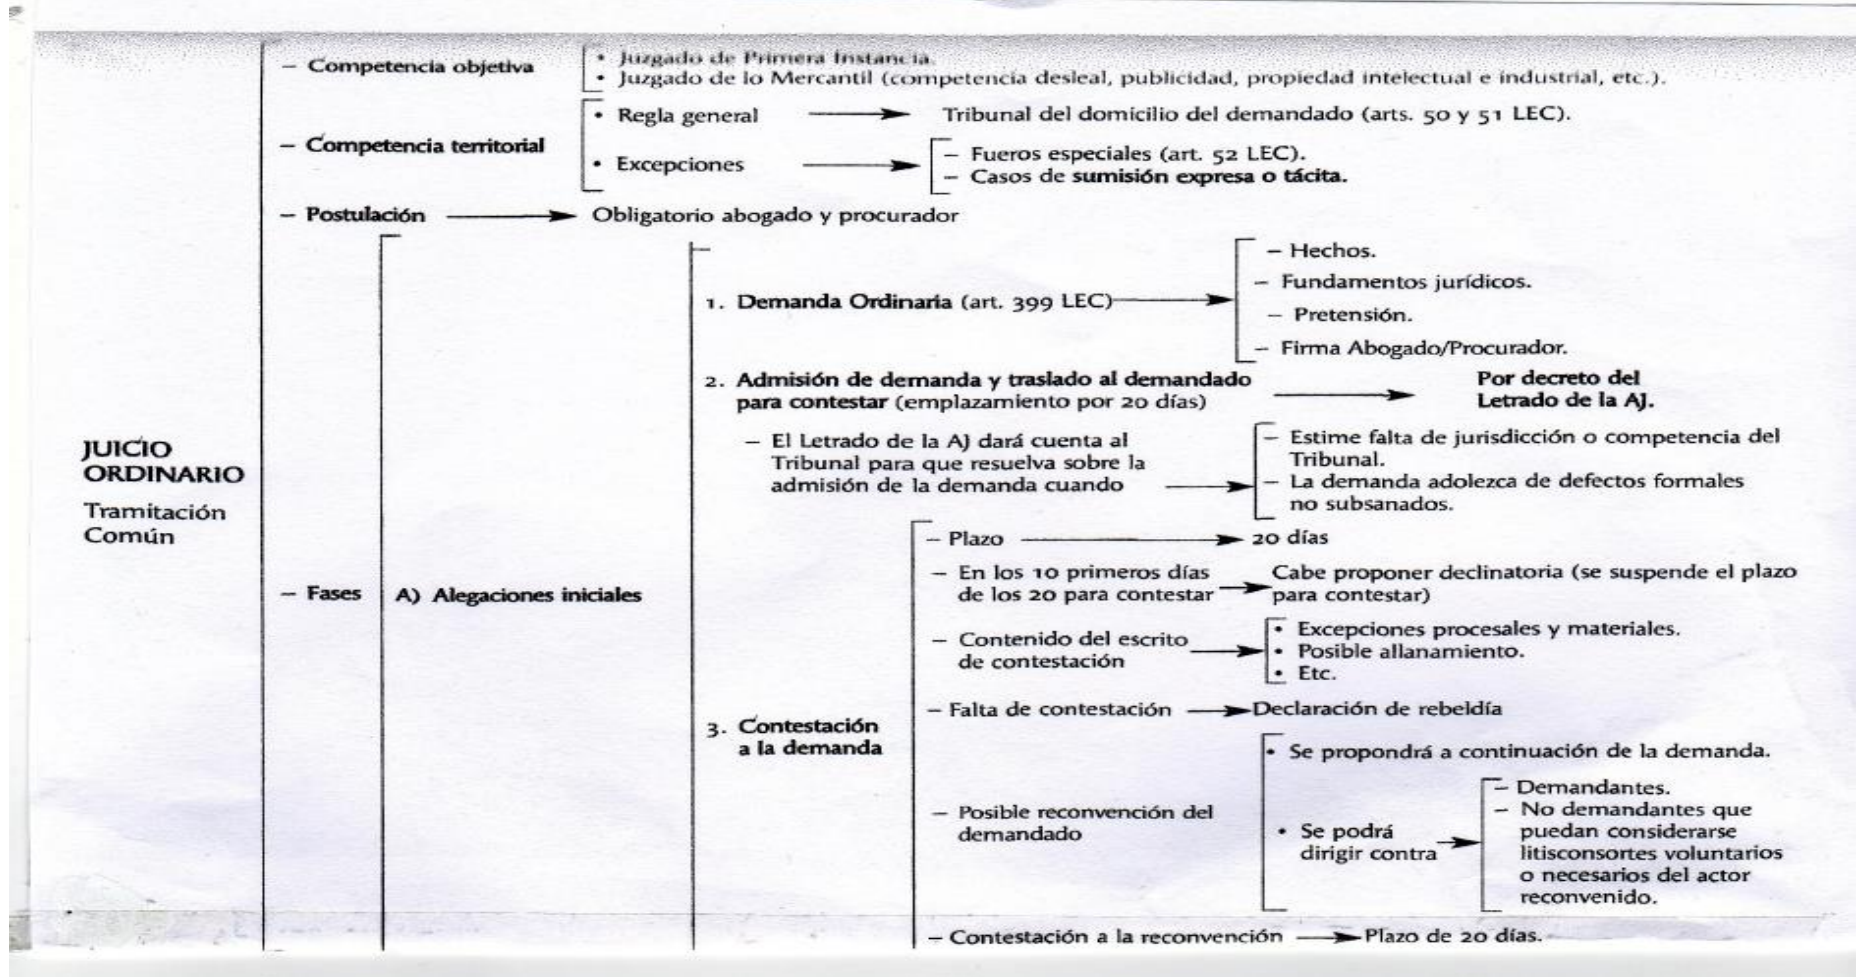 – Competencia objetiva
• Juzgado de Primera Instancia.
• Juzgado de lo Mercantil (competencia desleal, publicidad, propiedad intelectual e industrial, etc.).
– Competencia territorial
• Regla general
Tribunal del domicilio del demandado (arts. 50 y 51 LEC).
• Excepciones
– Fueros especiales (art. 52 LEC).
– Casos de sumisión expresa o tácita.
– Postulación
Obligatorio abogado y procurador
JUICIO
ORDINARIO
Tramitación
Común
– Fases
A) Alegaciones iniciales
1. Demanda Ordinaria (art. 399 LEC)
– Hechos.
– Fundamentos jurídicos.
– Pretensión.
– Firma Abogado/Procurador.
2. Admisión de demanda y traslado al demandado
para contestar (emplazamiento por 20 días)
Por decreto del
Letrado de la AJ.
– El Letrado de la AJ dará cuenta al
Tribunal para que resuelva sobre la
admisión de la demanda cuando
– Estime falta de jurisdicción o competencia del
Tribunal.
– La demanda adolezca de defectos formales
no subsanados.
3. Contestación
a la demanda
– Plazo
20 días
– En los 10 primeros días
de los 20 para contestar
Cabe proponer declinatoria (se suspende el plazo
para contestar)
– Contenido del escrito
de contestación
• Excepciones procesales y materiales.
• Posible allanamiento.
• Etc.
– Falta de contestación
Declaración de rebeldía
– Posible reconvención del
demandado
• Se propondrá a continuación de la demanda.
• Se podrá
dirigir contra
– Demandantes.
– No demandantes que
puedan considerarse
litisconsortes voluntarios
o necesarios del actor
reconvenido.
– Contestación a la reconvención
Plazo de 20 días.